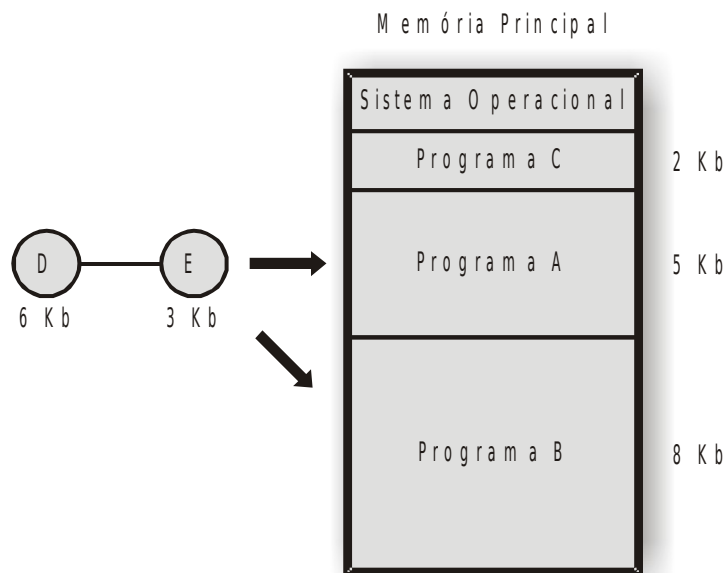 Memória Principal
Sistema Operacional
Programa C
2 Kb
D
E
Programa A
5 Kb
6 Kb
3 Kb
Programa B
8 Kb